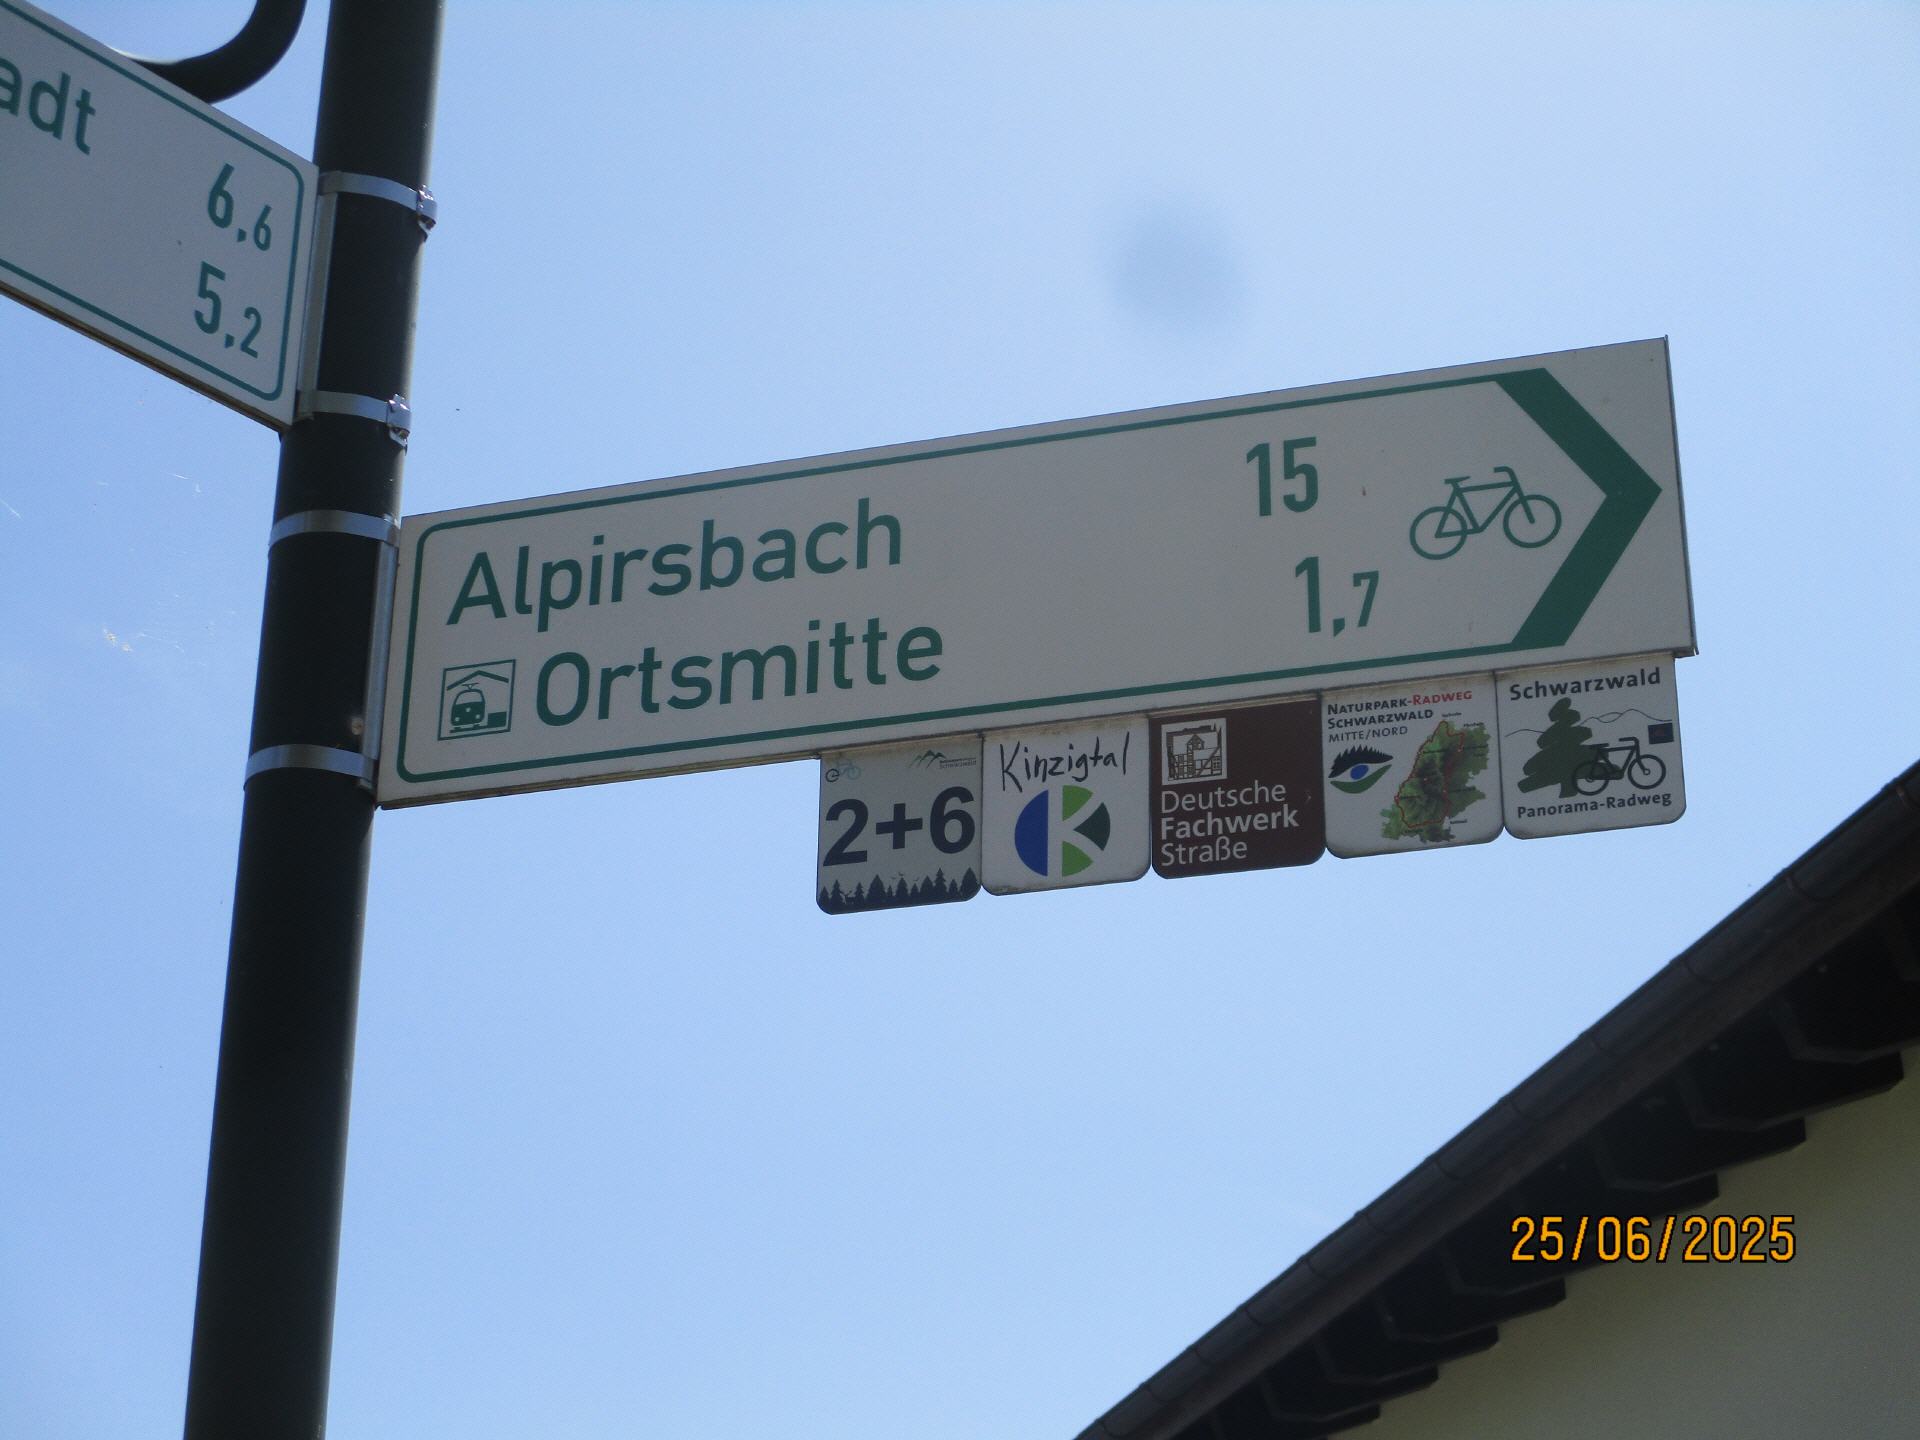 adt
6,6
5,2
Alpirsbach 15
Ortsmitte 1,7
2+6
Kinzigtal
K
Deutsche
Fachwerk
Straße
NATURPARK-RADWEG
SCHWARZWALD
MITTE/NORD
Schwarzwald
Panorama-Radweg
25/06/2025